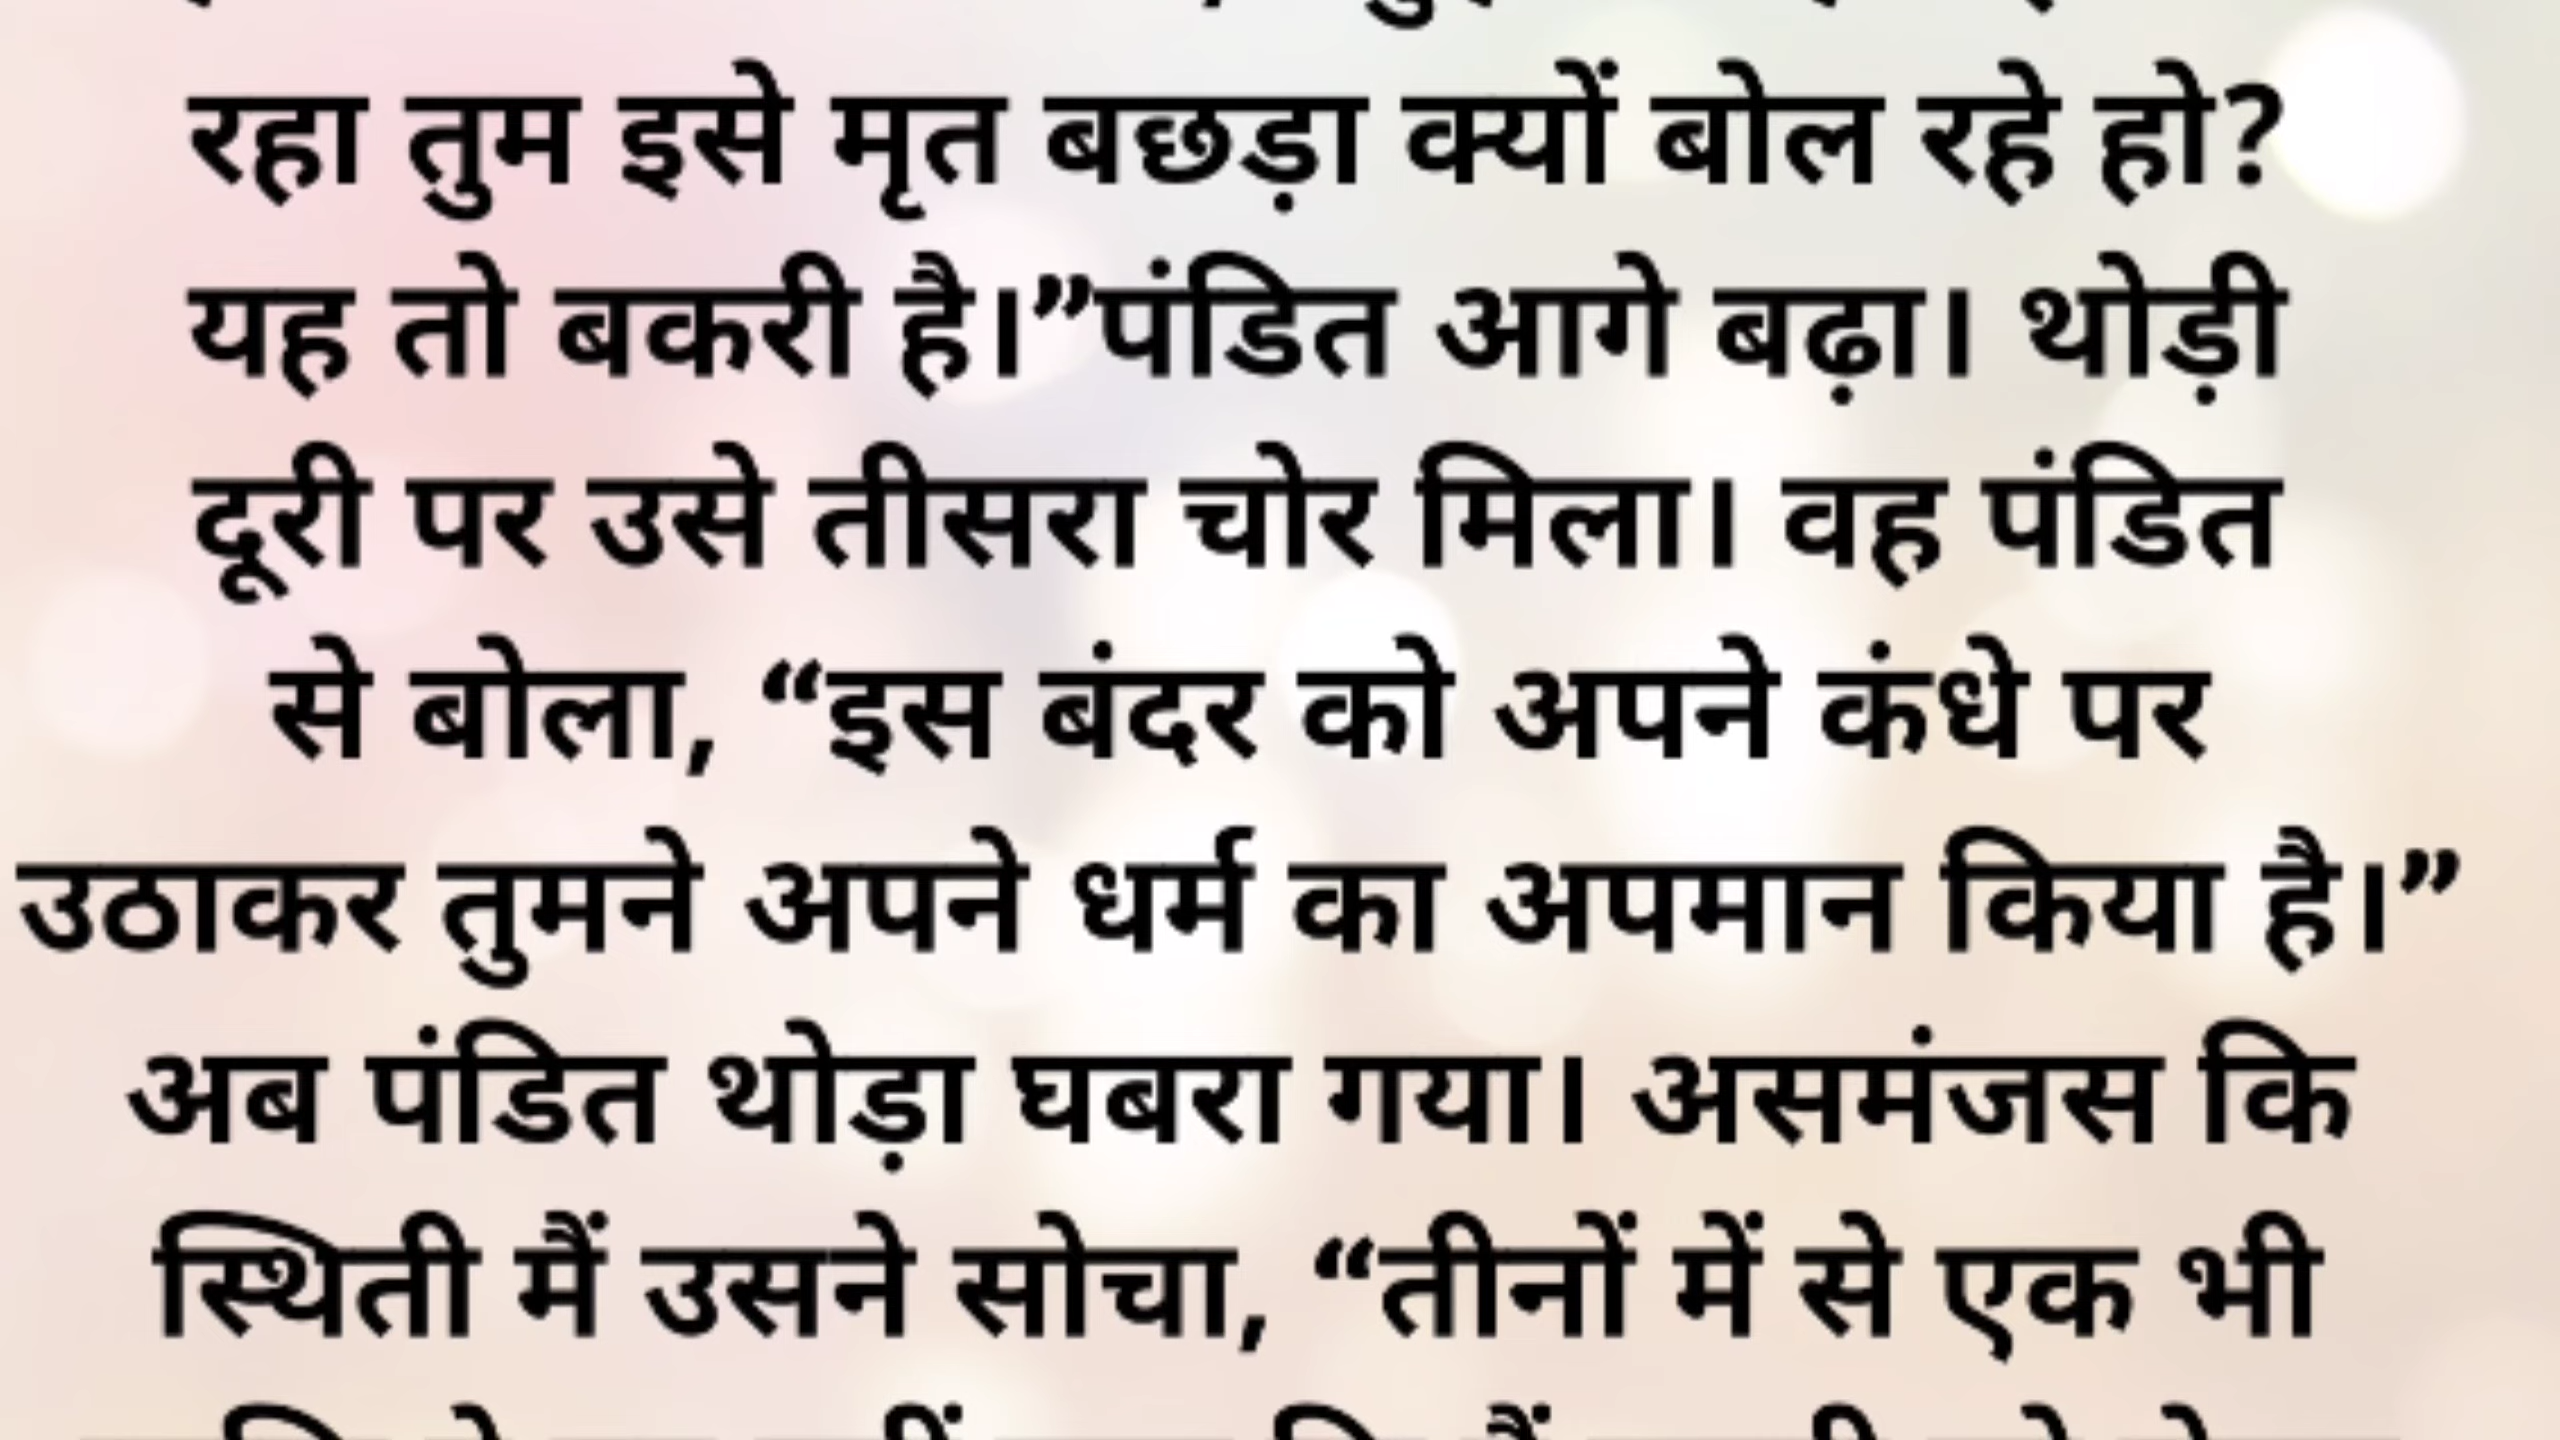 रहा तुम इसे मृत बछड़ा क्यों बोल रहे हो?
यह तो बकरी है।”पंडित आगे बढ़ा। थोड़ी
दूरी पर उसे तीसरा चोर मिला। वह पंडित
से बोला, “इस बंदर को अपने कंधे पर
उठाकर तुमने अपने धर्म का अपमान किया है।”
अब पंडित थोड़ा घबरा गया। असमंजस कि
स्थिती मैं उसने सोचा, “तीनों में से एक भी